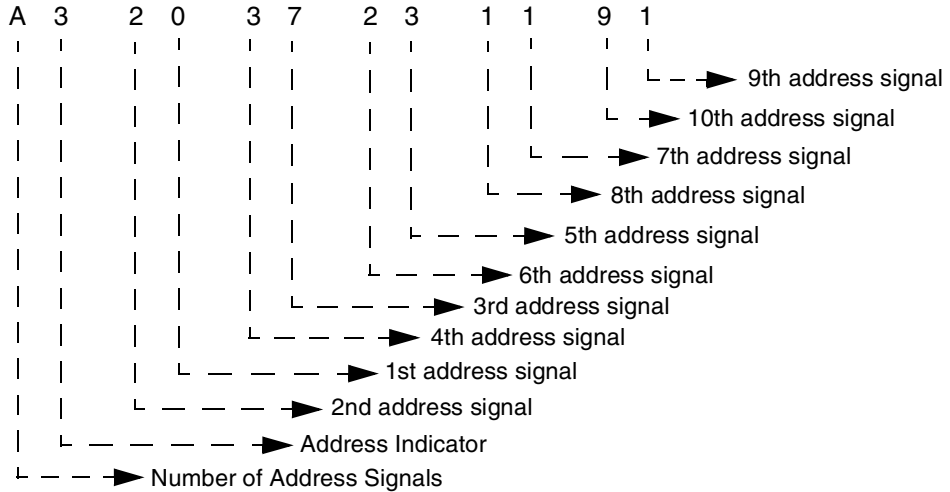 A 3 2 0 3 7 2 3 1 1 9 1
9th address signal
10th address signal
7th address signal
8th address signal
5th address signal
6th address signal
3rd address signal
4th address signal
1st address signal
2nd address signal
Address Indicator
Number of Address Signals